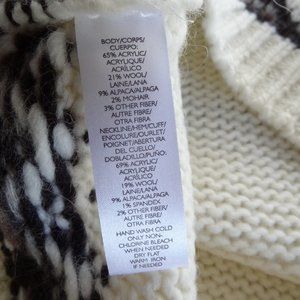 BODY/CORPS/
CUERPO:
65% ACRYLIC/
ACRYLIQUE/
ACRÍLICO
21% WOOL/
LAINE/LANA
9% ALPACA/ALPAGA
2% MOHAIR
3% OTHER FIBER/
AUTRE FIBRE/
OTRA FIBRA
NECKLINE/HEM/CUFF/
ENCOLURE/OURLET/
POIGNET/ABERTURA
DEL CUELLO/
DOBLADILLO/PUÑO:
69% ACRYLIC/
ACRYLIQUE/
ACRÍLICO
19% WOOL/
LAINE/LANA
9% ALPACA/ALPAGA
1% SPANDEX
2% OTHER FIBER/
AUTRE FIBRE/
OTRA FIBRA
HAND WASH COLD
ONLY NON-
CHLORINE BLEACH
WHEN NEEDED
DRY FLAT
WARM IRON
IF NEEDED